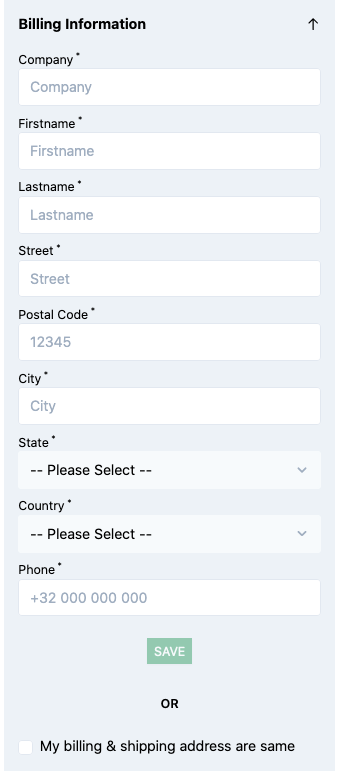 Billing Information ↑
Company *
Company
Firstname *
Firstname
Lastname *
Lastname
Street *
Street
Postal Code *
12345
City *
City
State *
-- Please Select --
Country *
-- Please Select --
Phone *
+32 000 000 000
SAVE
OR
My billing & shipping address are same